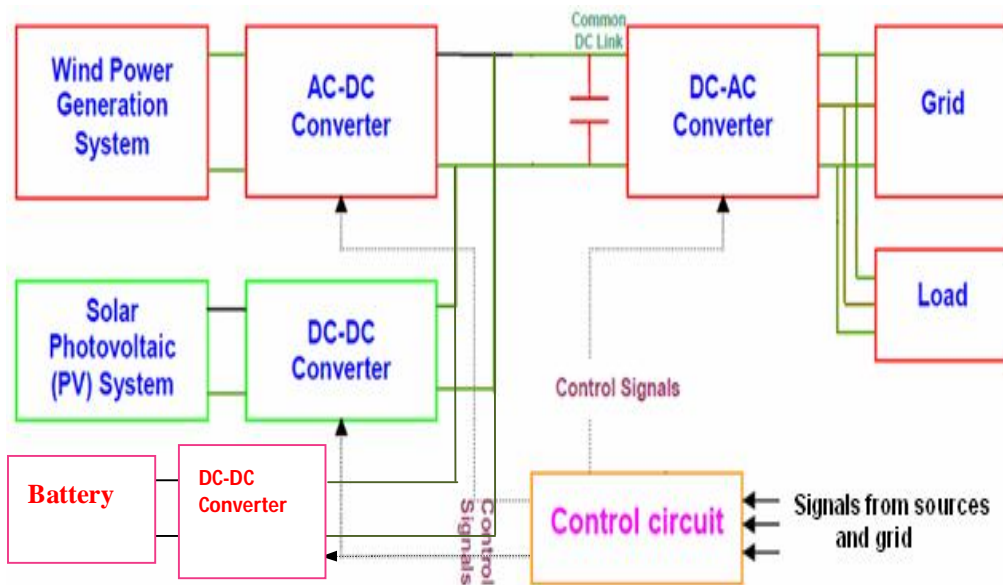 Wind Power
Generation
System
AC-DC
Converter
Common
DC Link
DC-AC
Converter
Grid
Load
Solar
Photovoltaic
(PV) System
DC-DC
Converter
Control Signals
Battery
DC-DC
Converter
Control
Signals
Control circuit
Signals from sources
and grid